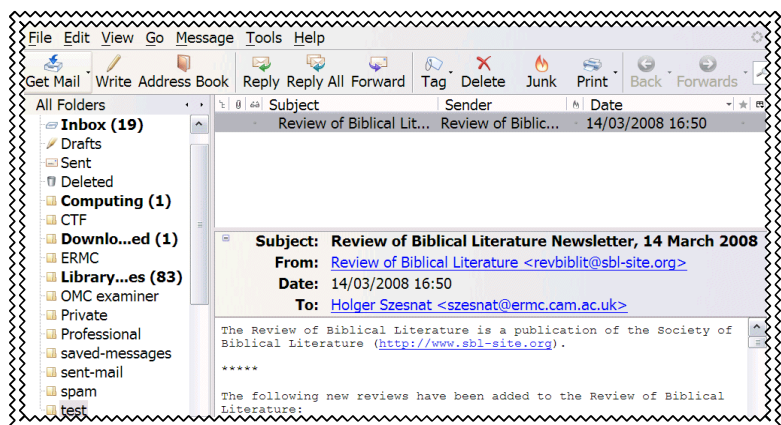 File Edit View Go Message Tools Help
Get Mail Write Address Book Reply Reply All Forward Tag Delete Junk Print Back Forwards
All Folders Subject Sender Date
Inbox (19) Review of Biblical Lit... Review of Biblic... 14/03/2008 16:50
Drafts
Sent
Deleted
Computing (1)
CTF
Downlo...ed (1)
ERMC
Library...es (83)
OMC examiner
Private
Professional
saved-messages
sent-mail
spam
test
Subject: Review of Biblical Literature Newsletter, 14 March 2008
From: Review of Biblical Literature <revbiblit@sbl-site.org>
Date: 14/03/2008 16:50
To: Holger Szesnat <szesnat@ermc.cam.ac.uk>
The Review of Biblical Literature is a publication of the Society of
Biblical Literature (http://www.sbl-site.org).
*****
The following new reviews have been added to the Review of Biblical
Literature: